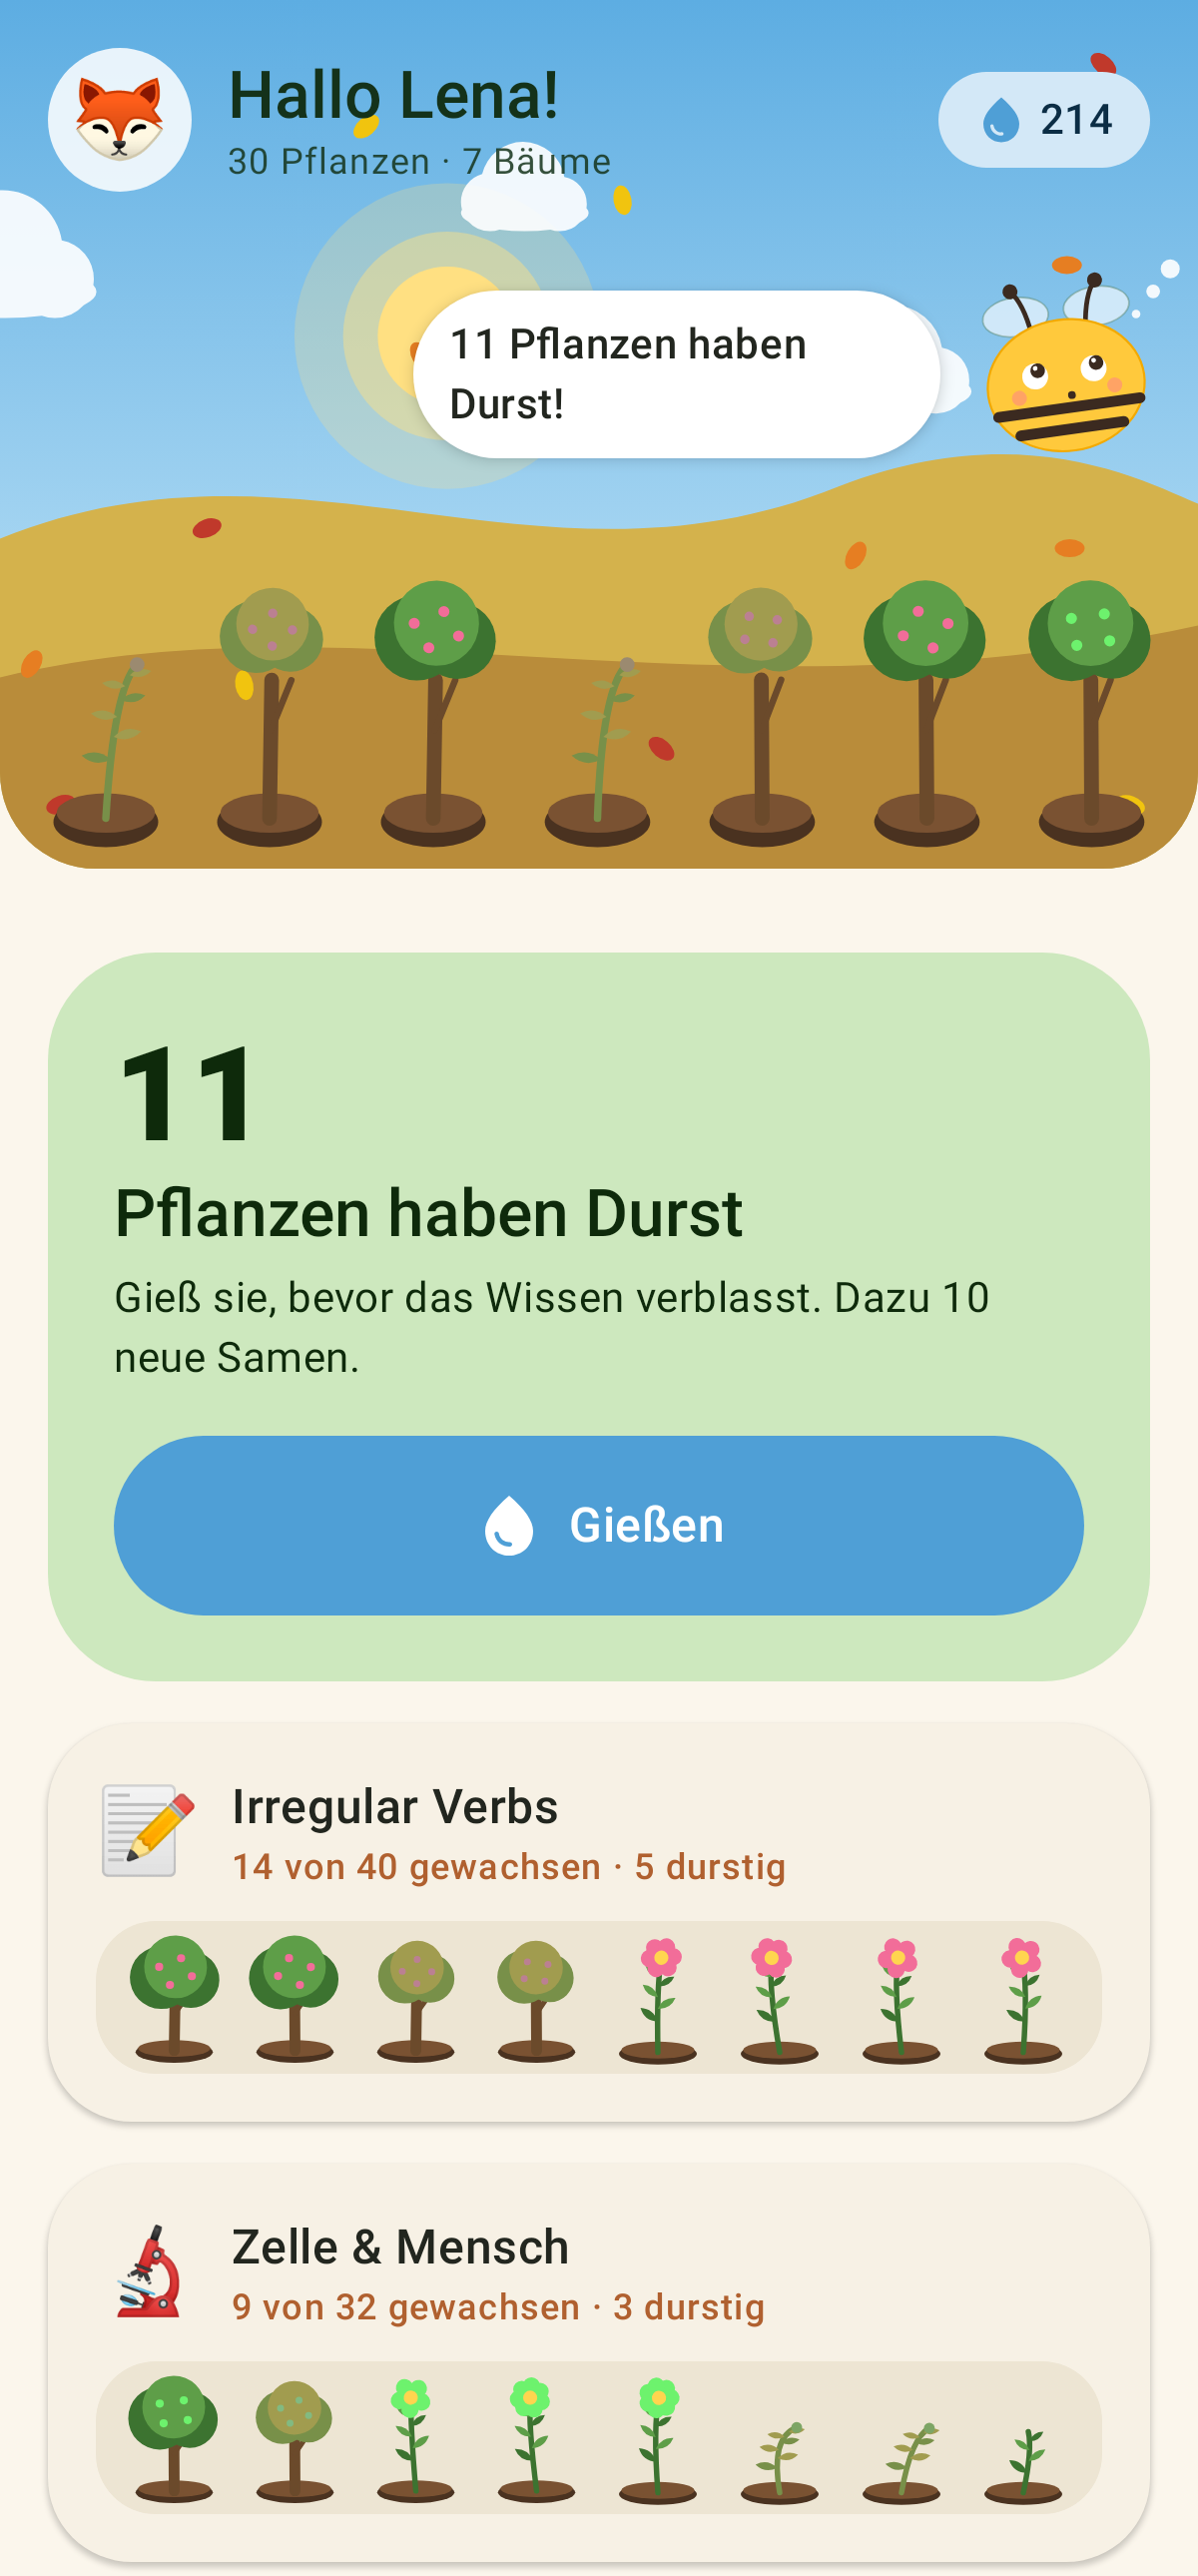 Hallo Lena!
30 Pflanzen · 7 Bäume
214
11 Pflanzen haben
Durst!
11
Pflanzen haben Durst
Gieß sie, bevor das Wissen verblasst. Dazu 10
neue Samen.
Gießen
Irregular Verbs
14 von 40 gewachsen · 5 durstig
Zelle & Mensch
9 von 32 gewachsen · 3 durstig